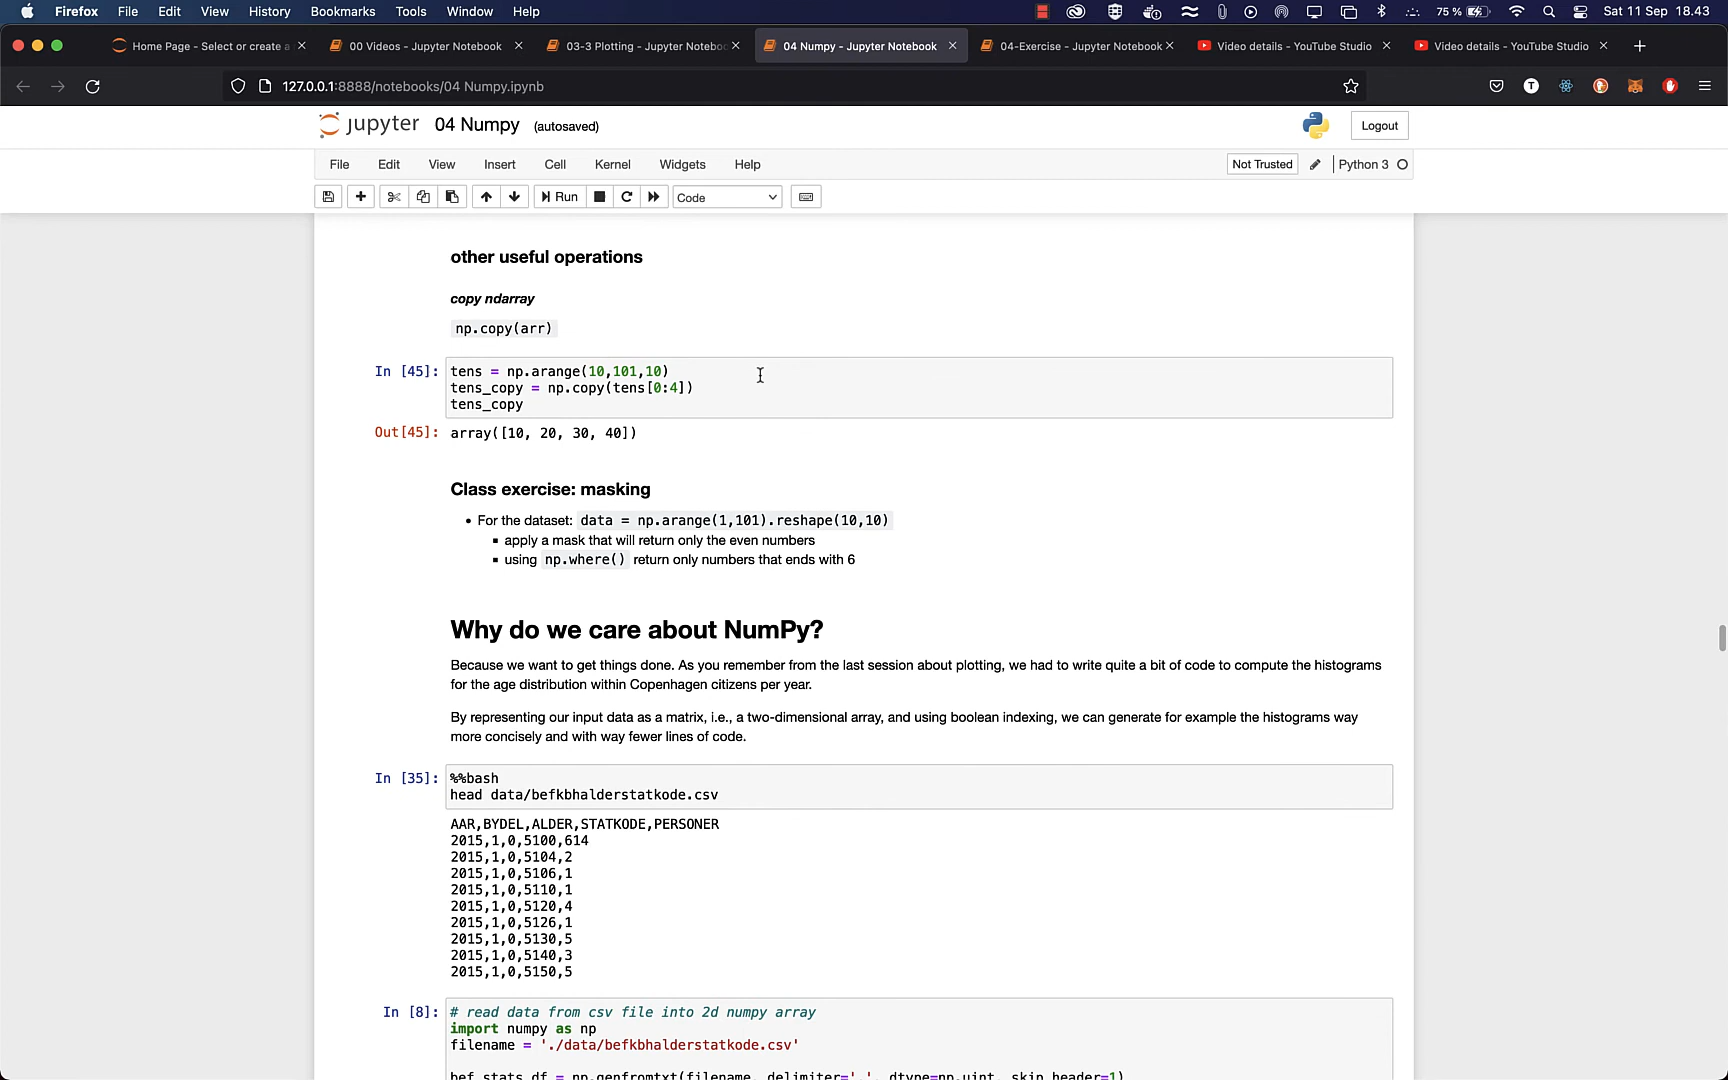 Firefox File Edit View History Bookmarks Tools Window Help 75 % Sat 11 Sep 18.43
Home Page - Select or create a
00 Videos - Jupyter Notebook
03-3 Plotting - Jupyter Notebo
04 Numpy - Jupyter Notebook
04-Exercise - Jupyter Notebook
Video details - YouTube Studio
Video details - YouTube Studio
127.0.0.1:8888/notebooks/04 Numpy.ipynb
jupyter 04 Numpy (autosaved) Logout
File Edit View Insert Cell Kernel Widgets Help Not Trusted Python 3
Run Code
other useful operations
copy ndarray
np.copy(arr)
In [45]: tens = np.arange(10,101,10)
tens_copy = np.copy(tens[0:4])
tens_copy
Out[45]: array([10, 20, 30, 40])
Class exercise: masking
• For the dataset: data = np.arange(1,101).reshape(10,10)
▪ apply a mask that will return only the even numbers
▪ using np.where() return only numbers that ends with 6
Why do we care about NumPy?
Because we want to get things done. As you remember from the last session about plotting, we had to write quite a bit of code to compute the histograms
for the age distribution within Copenhagen citizens per year.
By representing our input data as a matrix, i.e., a two-dimensional array, and using boolean indexing, we can generate for example the histograms way
more concisely and with way fewer lines of code.
In [35]: %%bash
head data/befkbhalderstatkode.csv
AAR,BYDEL,ALDER,STATKODE,PERSONER
2015,1,0,5100,614
2015,1,0,5104,2
2015,1,0,5106,1
2015,1,0,5110,1
2015,1,0,5120,4
2015,1,0,5126,1
2015,1,0,5130,5
2015,1,0,5140,3
2015,1,0,5150,5
In [8]: # read data from csv file into 2d numpy array
import numpy as np
filename = './data/befkbhalderstatkode.csv'
bef_stats_df = np.genfromtxt(filename, delimiter=',', dtype=np.uint, skip_header=1)